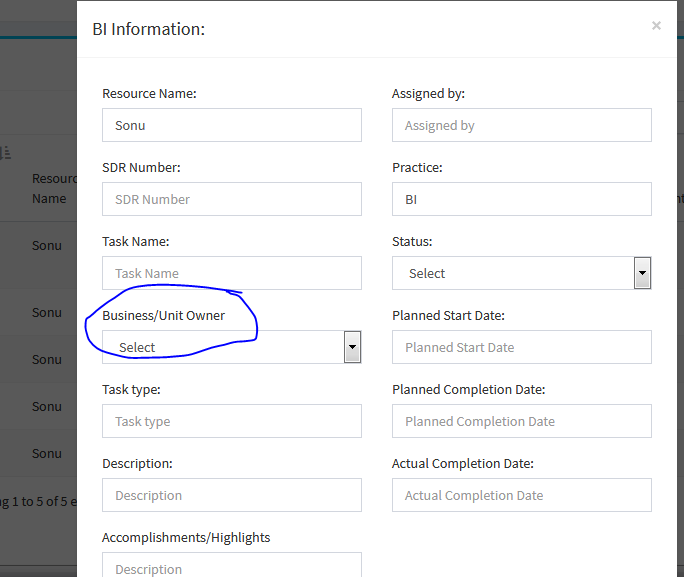 BI Information:
×
Resource Name:
Assigned by:
Sonu
Assigned by
SDR Number:
Practice:
SDR Number
BI
Task Name:
Status:
Task Name
Select
Business/Unit Owner
Planned Start Date:
Select
Planned Start Date
Task type:
Planned Completion Date:
Task type
Planned Completion Date
Description:
Actual Completion Date:
Description
Actual Completion Date
Accomplishments/Highlights
Description
Name
Sonu
Sonu
Sonu
Sonu
Sonu
1 to 5 of 5